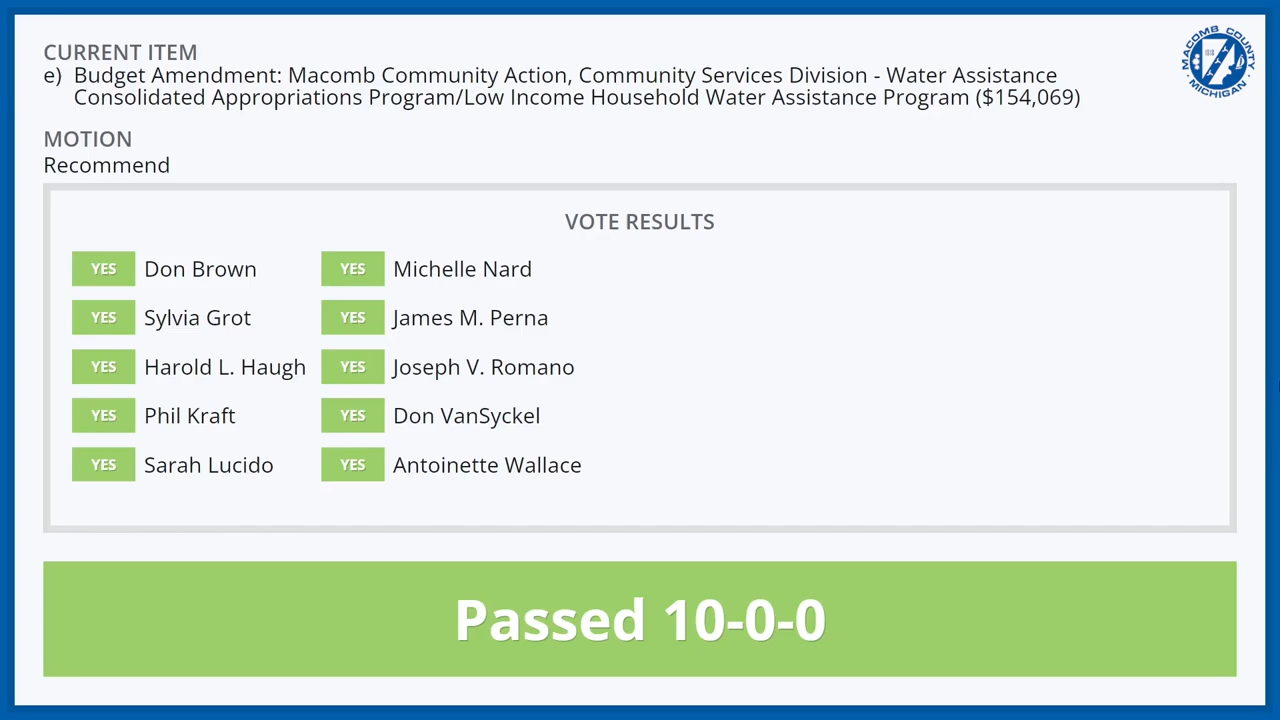 CURRENT ITEM
e) Budget Amendment: Macomb Community Action, Community Services Division - Water Assistance
Consolidated Appropriations Program/Low Income Household Water Assistance Program ($154,069)
MACOMB COUNTY
MICHIGAN
MOTION
Recommend
VOTE RESULTS
YES Don Brown YES Michelle Nard
YES Sylvia Grot YES James M. Perna
YES Harold L. Haugh YES Joseph V. Romano
YES Phil Kraft YES Don VanSyckel
YES Sarah Lucido YES Antoinette Wallace
Passed 10-0-0